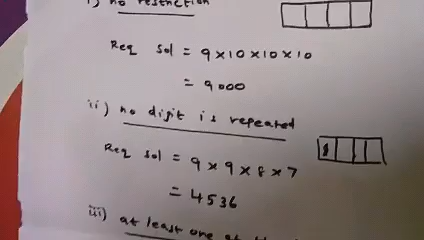 i) no restriction
Req sol = 9 × 10 × 10 × 10
= 9000
ii) no digit is repeated
Req sol = 9 × 9 × 8 × 7
= 4536
iii) at least one of